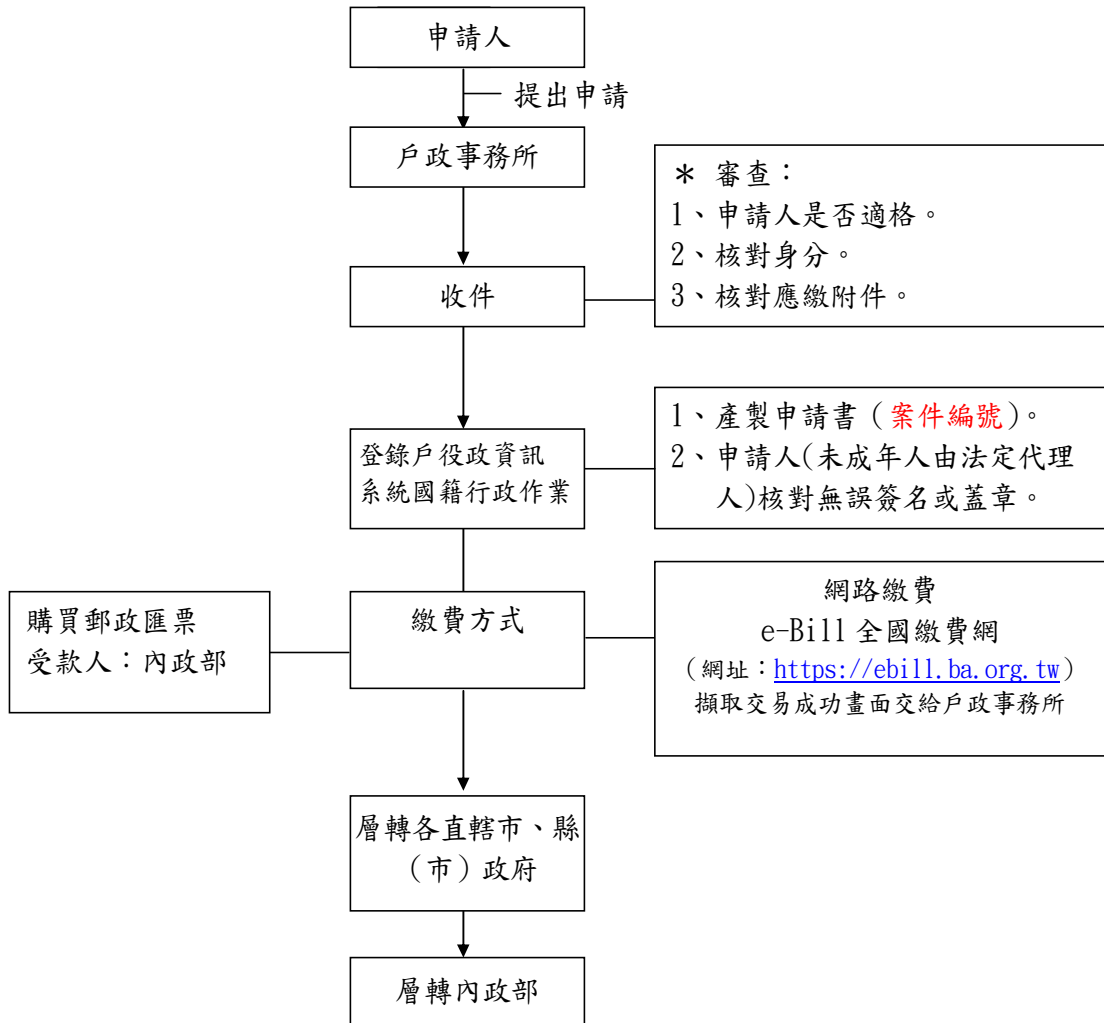 申請人
提出申請
戶政事務所
＊ 審查：
1、申請人是否適格。
2、核對身分。
3、核對應繳附件。
收件
1、產製申請書（案件編號）。
2、申請人(未成年人由法定代理
人)核對無誤簽名或蓋章。
登錄戶役政資訊
系統國籍行政作業
購買郵政匯票
受款人：內政部
繳費方式
網路繳費
e-Bill 全國繳費網
（網址：https://ebill.ba.org.tw）
擷取交易成功畫面交給戶政事務所
層轉各直轄市、縣
（市）政府
層轉內政部